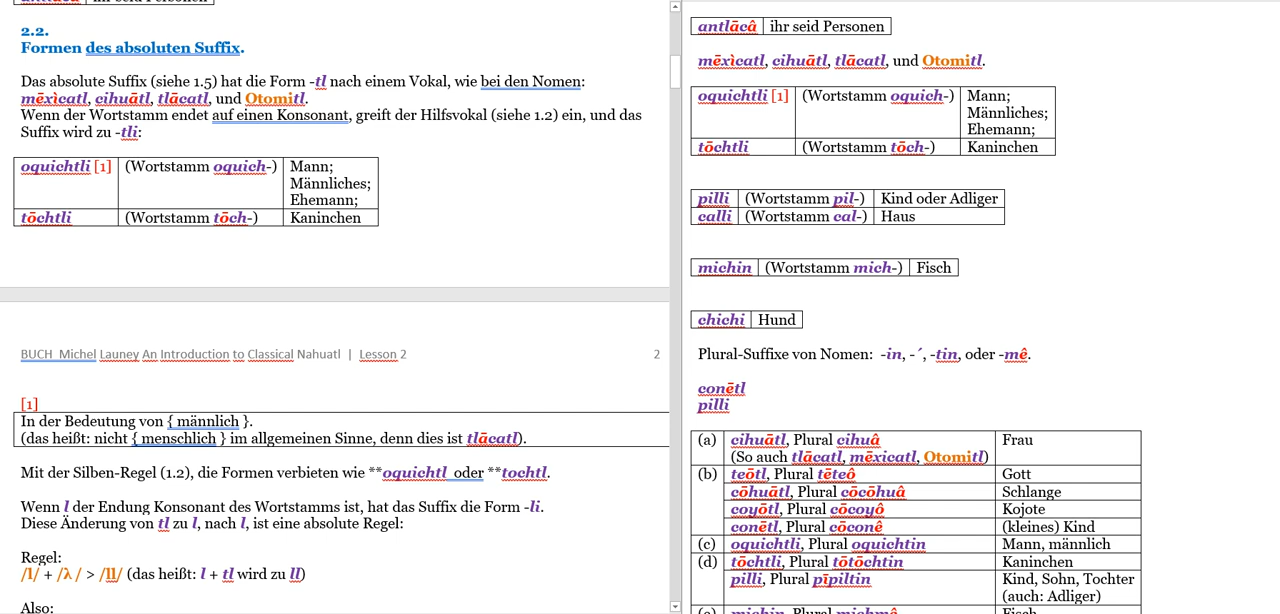 2.2.
Formen des absoluten Suffix.
Das absolute Suffix (siehe 1.5) hat die Form -tl nach einem Vokal, wie bei den Nomen:
mēxìcatl, cihuātl, tlācatl, und Otomitl.
Wenn der Wortstamm endet auf einen Konsonant, greift der Hilfsvokal (siehe 1.2) ein, und das
Suffix wird zu -tli:
oquichtli [1] (Wortstamm oquich-) Mann;
Männliches;
Ehemann;
tōchtli (Wortstamm tōch-) Kaninchen
BUCH Michel Launey An Introduction to Classical Nahuatl | Lesson 2 2
[1]
In der Bedeutung von { männlich }.
(das heißt: nicht { menschlich } im allgemeinen Sinne, denn dies ist tlācatl).
Mit der Silben-Regel (1.2), die Formen verbieten wie **oquichtl oder **tochtl.
Wenn l der Endung Konsonant des Wortstamms ist, hat das Suffix die Form -li.
Diese Änderung von tl zu l, nach l, ist eine absolute Regel:
Regel:
/l/ + /λ / > /ll/ (das heißt: l + tl wird zu ll)
Also:
antlācâ ihr seid Personen
mēxìcatl, cihuātl, tlācatl, und Otomitl.
oquichtli [1] (Wortstamm oquich-) Mann;
Männliches;
Ehemann;
tōchtli (Wortstamm tōch-) Kaninchen
pilli (Wortstamm pil-) Kind oder Adliger
calli (Wortstamm cal-) Haus
michin (Wortstamm mich-) Fisch
chichi Hund
Plural-Suffixe von Nomen: -in, -´, -tin, oder -mê.
conētl
pilli
(a) cihuātl, Plural cihuâ Frau
(So auch tlācatl, mēxicatl, Otomitl)
(b) teōtl, Plural tēteô Gott
cōhuātl, Plural cōcōhuâ Schlange
coyōtl, Plural cōcoyô Kojote
conētl, Plural cōconê (kleines) Kind
(c) oquichtli, Plural oquichtin Mann, männlich
(d) tōchtli, Plural tōtōchtin Kaninchen
pilli, Plural pīpiltin Kind, Sohn, Tochter
(auch: Adliger)
michin, Plural michmê Fisch